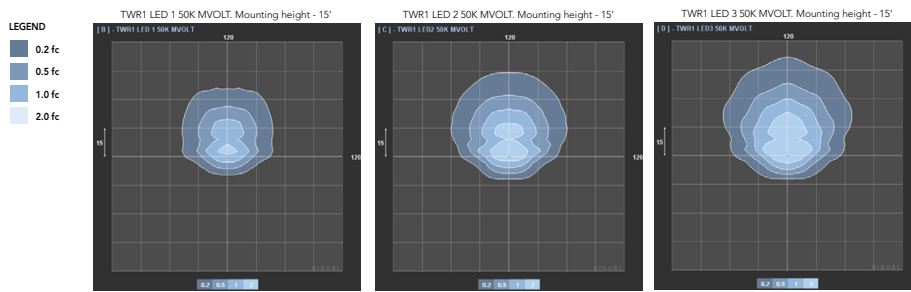 TWR1 LED 1 50K MVOLT. Mounting height - 15'
TWR1 LED 2 50K MVOLT. Mounting height - 15'
TWR1 LED 3 50K MVOLT. Mounting height - 15'
LEGEND
0.2 fc
0.5 fc
1.0 fc
2.0 fc
[ B ] - TWR1 LED 1 50K MVOLT
120
15
120
VISUAL
0.2 0.5 1 2
[ C ] - TWR1 LED2 50K MVOLT
120
15
120
VISUAL
0.2 0.5 1 2
[ D ] - TWR1 LED3 50K MVOLT
120
15
VISUAL
0.2 0.5 1 2